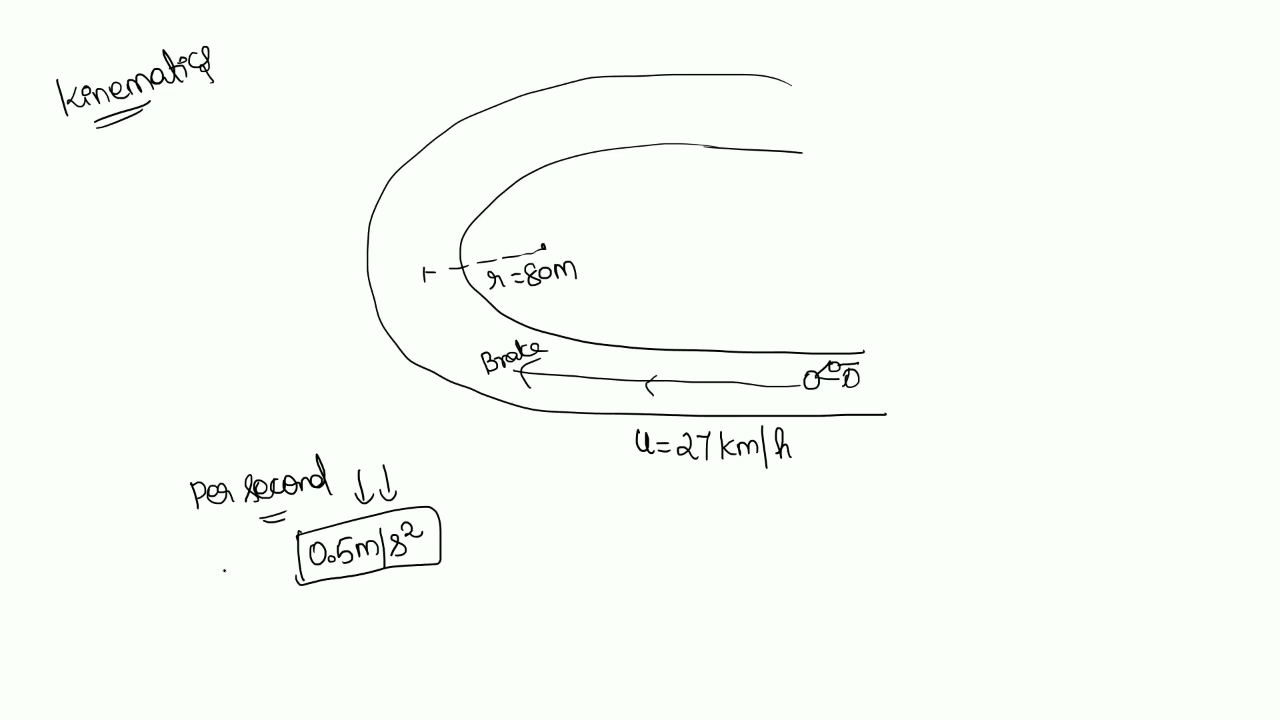 Kinematics
r=80m
Brake
u=27km/h
Per second ↓↓
0.5m/s²